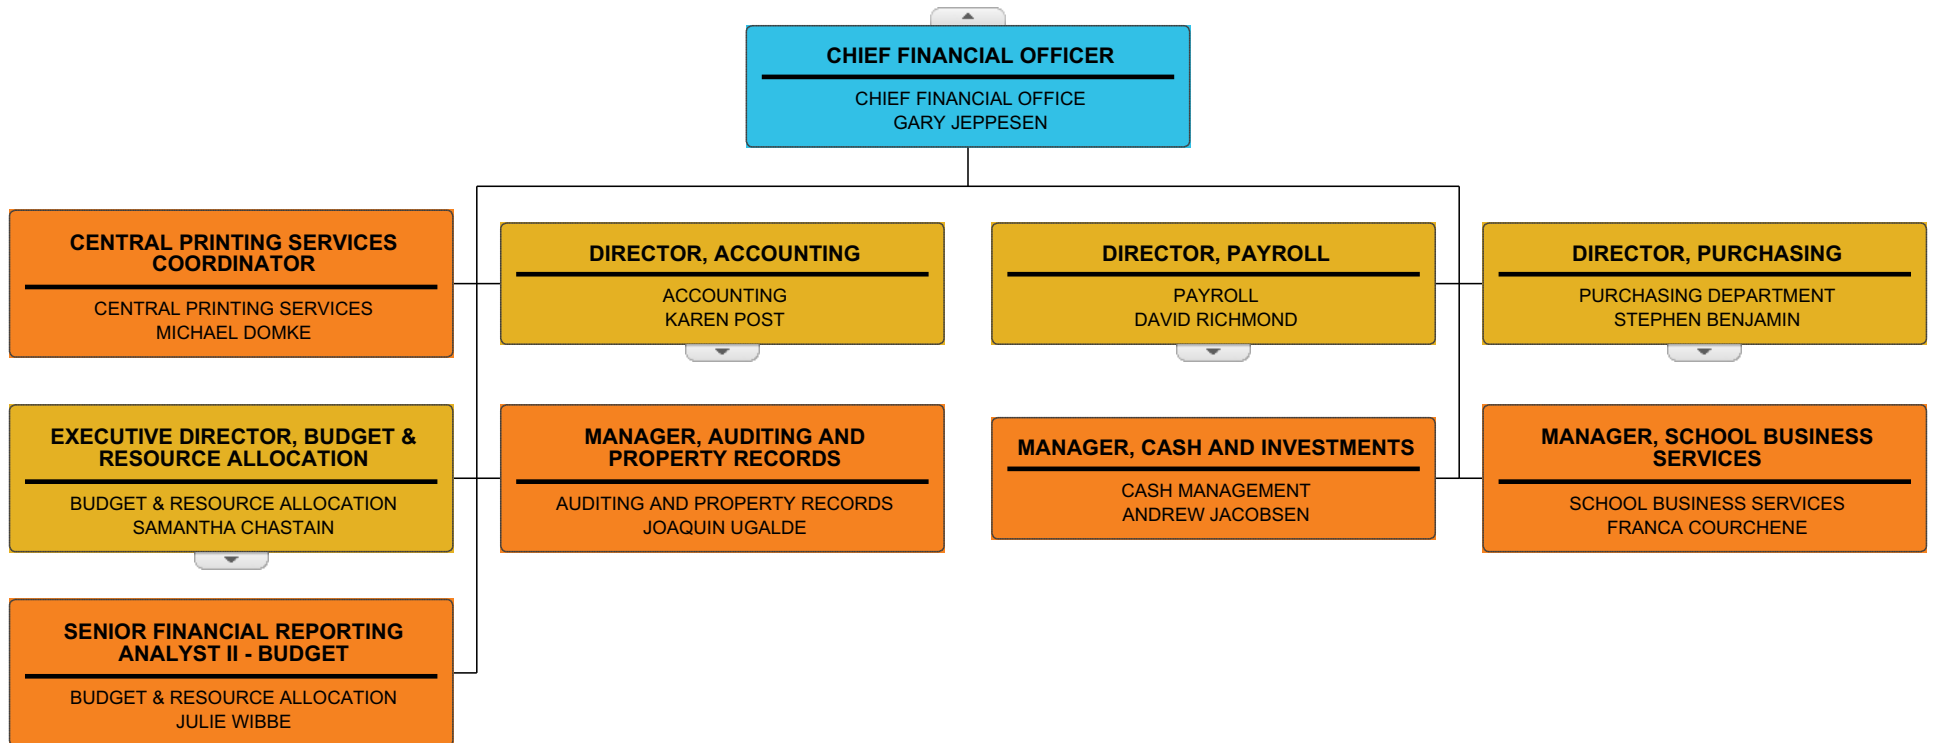 CHIEF FINANCIAL OFFICER
CHIEF FINANCIAL OFFICE
GARY JEPPESEN
CENTRAL PRINTING SERVICES
COORDINATOR
CENTRAL PRINTING SERVICES
MICHAEL DOMKE
DIRECTOR, ACCOUNTING
ACCOUNTING
KAREN POST
DIRECTOR, PAYROLL
PAYROLL
DAVID RICHMOND
DIRECTOR, PURCHASING
PURCHASING DEPARTMENT
STEPHEN BENJAMIN
EXECUTIVE DIRECTOR, BUDGET &
RESOURCE ALLOCATION
BUDGET & RESOURCE ALLOCATION
SAMANTHA CHASTAIN
MANAGER, AUDITING AND
PROPERTY RECORDS
AUDITING AND PROPERTY RECORDS
JOAQUIN UGALDE
MANAGER, CASH AND INVESTMENTS
CASH MANAGEMENT
ANDREW JACOBSEN
MANAGER, SCHOOL BUSINESS
SERVICES
SCHOOL BUSINESS SERVICES
FRANCA COURCHENE
SENIOR FINANCIAL REPORTING
ANALYST II - BUDGET
BUDGET & RESOURCE ALLOCATION
JULIE WIBBE